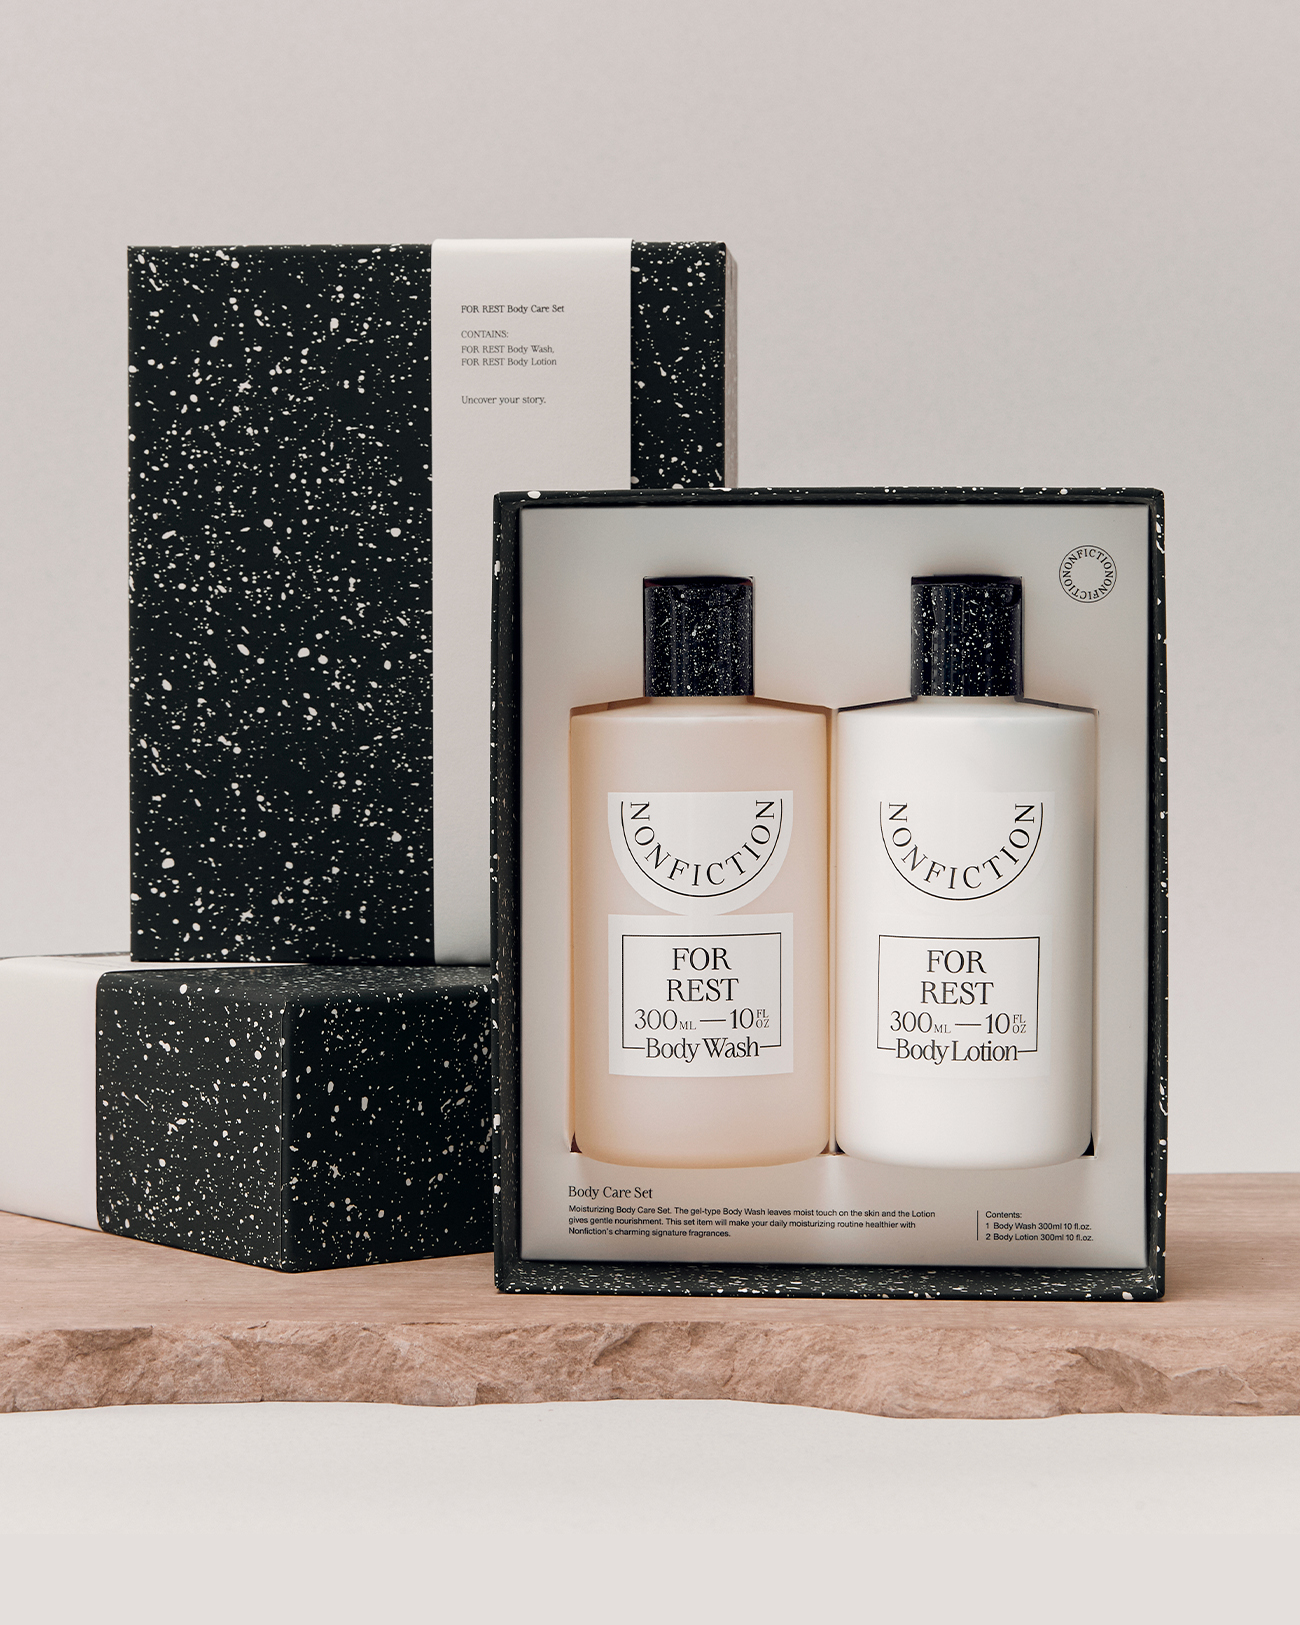 FOR REST Body Care Set
CONTAINS:
FOR REST Body Wash,
FOR REST Body Lotion
Uncover your story.
NONFICTIONNONFICTION
NONFICTION
FOR
REST
300ML — 10 FL OZ
Body Wash
NONFICTION
FOR
REST
300ML — 10 FL OZ
Body Lotion
Body Care Set
Moisturizing Body Care Set. The gel-type Body Wash leaves moist touch on the skin and the Lotion
gives gentle nourishment. This set item will make your daily moisturizing routine healthier with
Nonfiction's charming signature fragrances.
Contents:
1 Body Wash 300ml 10 fl.oz.
2 Body Lotion 300ml 10 fl.oz.